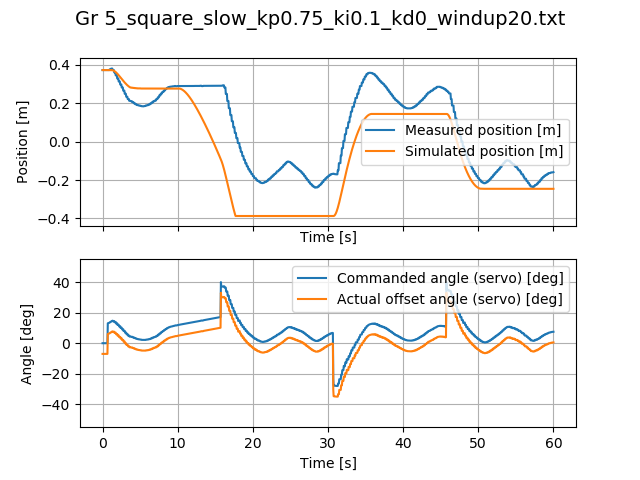 Gr 5_square_slow_kp0.75_ki0.1_kd0_windup20.txt
0.4
0.2
0.0
−0.2
−0.4
Position [m]
Measured position [m]
Simulated position [m]
Time [s]
40
20
0
−20
−40
Angle [deg]
Commanded angle (servo) [deg]
Actual offset angle (servo) [deg]
0 10 20 30 40 50 60
Time [s]